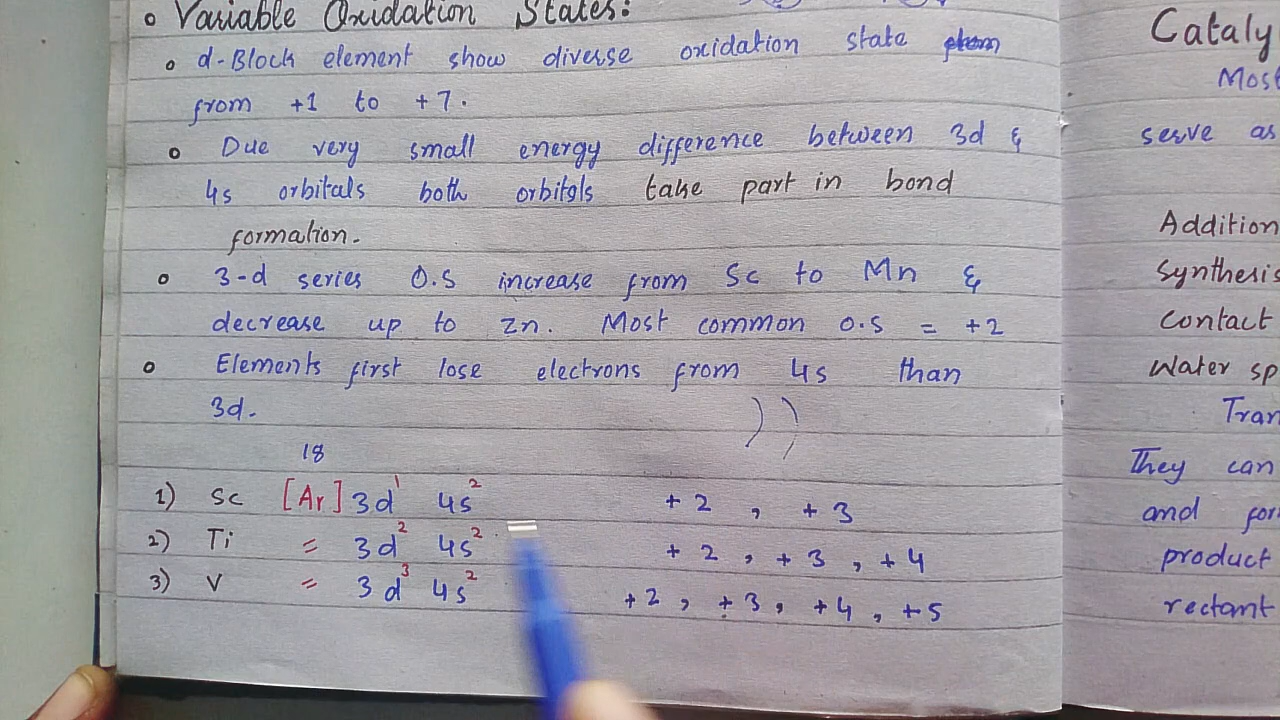 Variable Oxidation States:
d-Block element show diverse oxidation state
from +1 to +7.
Due very small energy difference between 3d &
4s orbitals both orbitals take part in bond
formation.
3-d series O.S increase from Sc to Mn &
decrease up to Zn. Most common O.S = +2
Elements first lose electrons from 4s than
3d.
18
1) Sc [Ar] 3d¹ 4s² +2, +3
2) Ti = 3d² 4s² +2, +3, +4
3) V = 3d³ 4s² +2, +3, +4, +5
Cataly
Most
serve as
Addition
Synthesis
Contact
Water sp
Tran
They can
and for
product
rectant